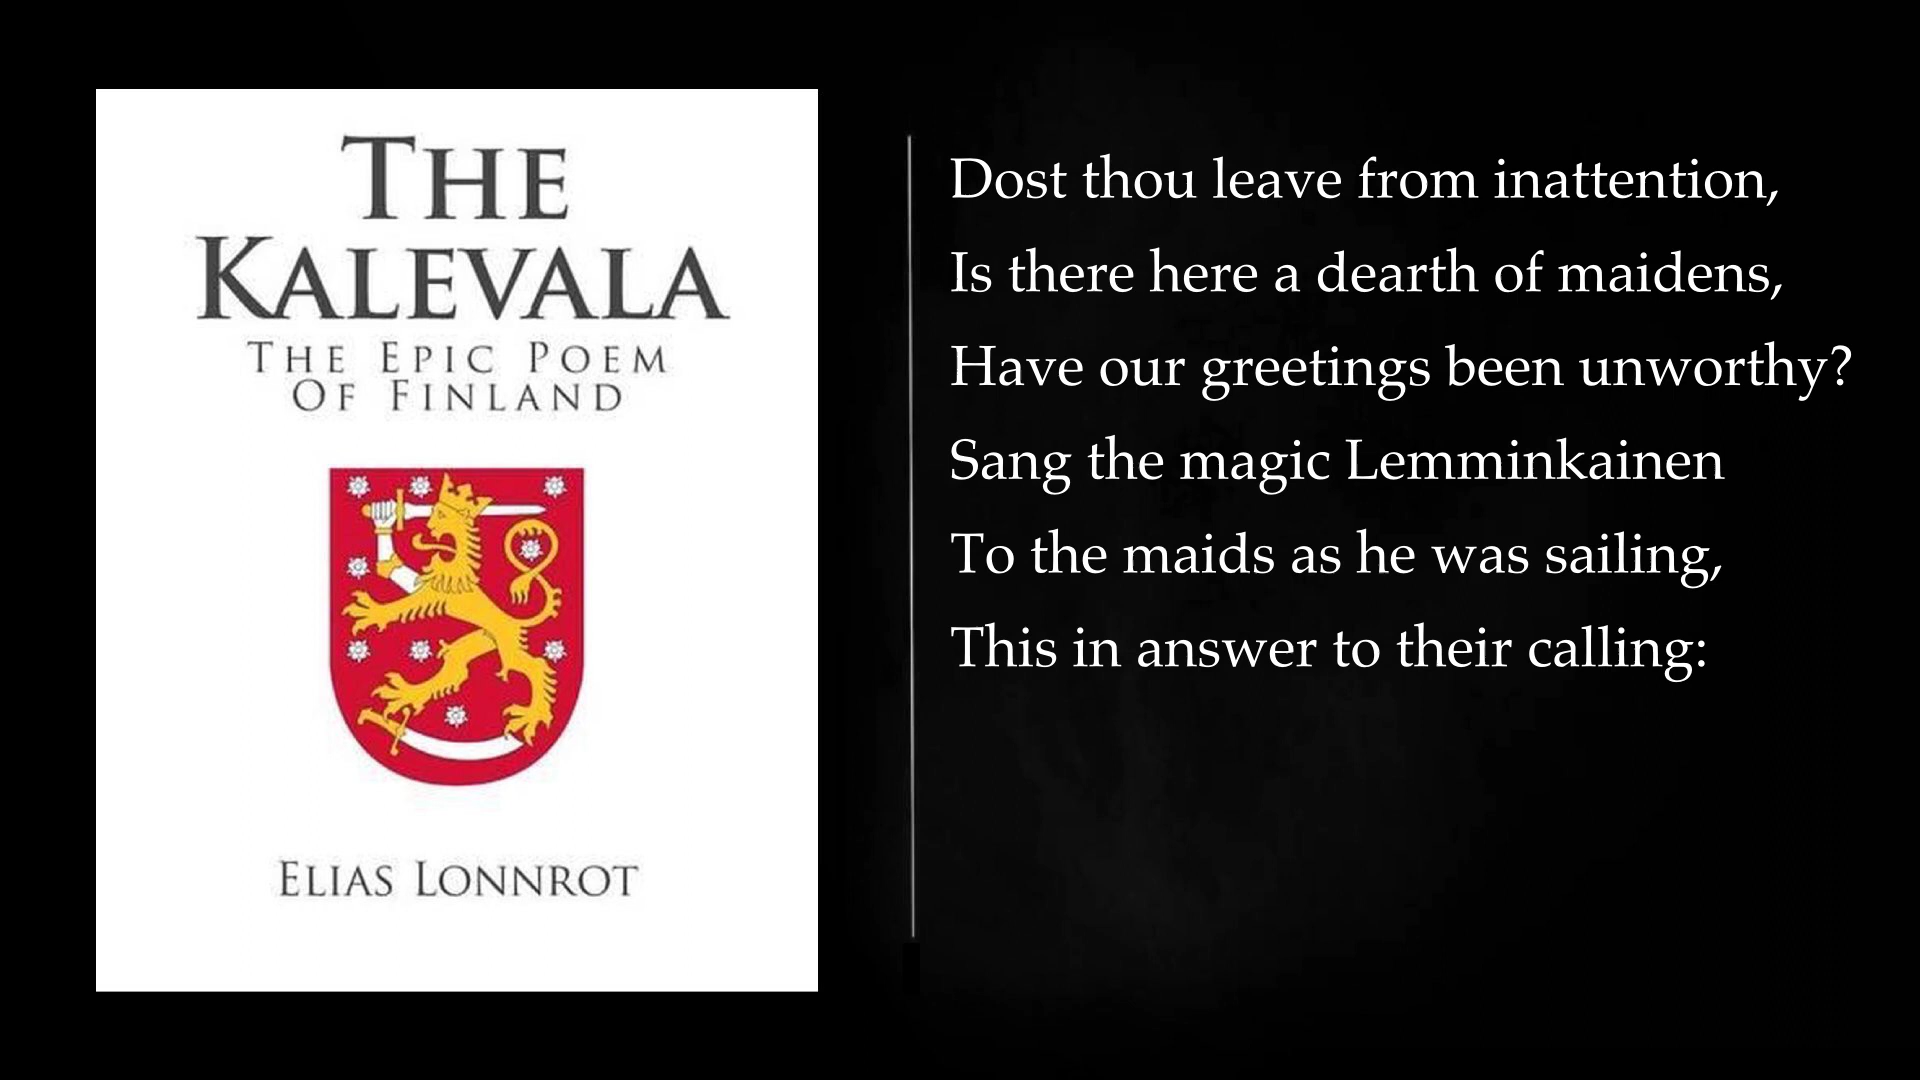 THE
KALEVALA
THE EPIC POEM
OF FINLAND
ELIAS LONNROT
Dost thou leave from inattention,
Is there here a dearth of maidens,
Have our greetings been unworthy?
Sang the magic Lemminkainen
To the maids as he was sailing,
This in answer to their calling: